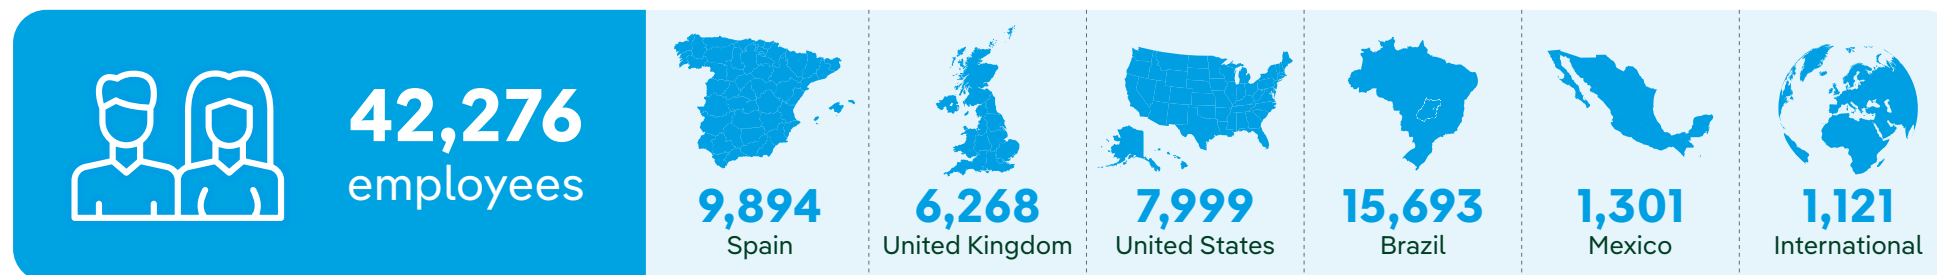 42,276
employees
9,894
Spain
6,268
United Kingdom
7,999
United States
15,693
Brazil
1,301
Mexico
1,121
International